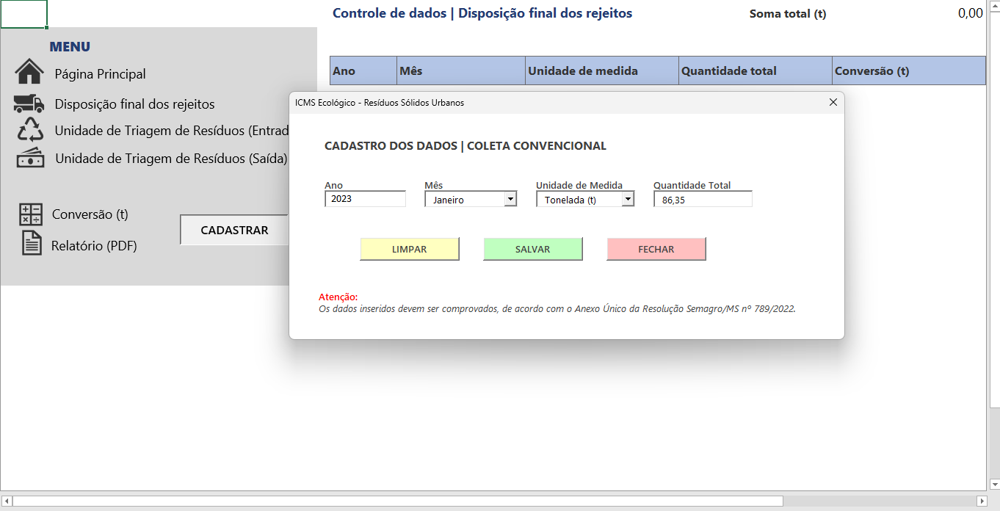 Controle de dados | Disposição final dos rejeitos
Soma total (t)
0,00
MENU
Página Principal
Disposição final dos rejeitos
Unidade de Triagem de Resíduos (Entrad
Unidade de Triagem de Resíduos (Saída)
Conversão (t)
Relatório (PDF)
CADASTRAR
Ano
Mês
Unidade de medida
Quantidade total
Conversão (t)
ICMS Ecológico - Resíduos Sólidos Urbanos
CADASTRO DOS DADOS | COLETA CONVENCIONAL
Ano
Mês
Unidade de Medida
Quantidade Total
2023
Janeiro
Tonelada (t)
86,35
LIMPAR
SALVAR
FECHAR
Atenção:
Os dados inseridos devem ser comprovados, de acordo com o Anexo Único da Resolução Semagro/MS nº 789/2022.